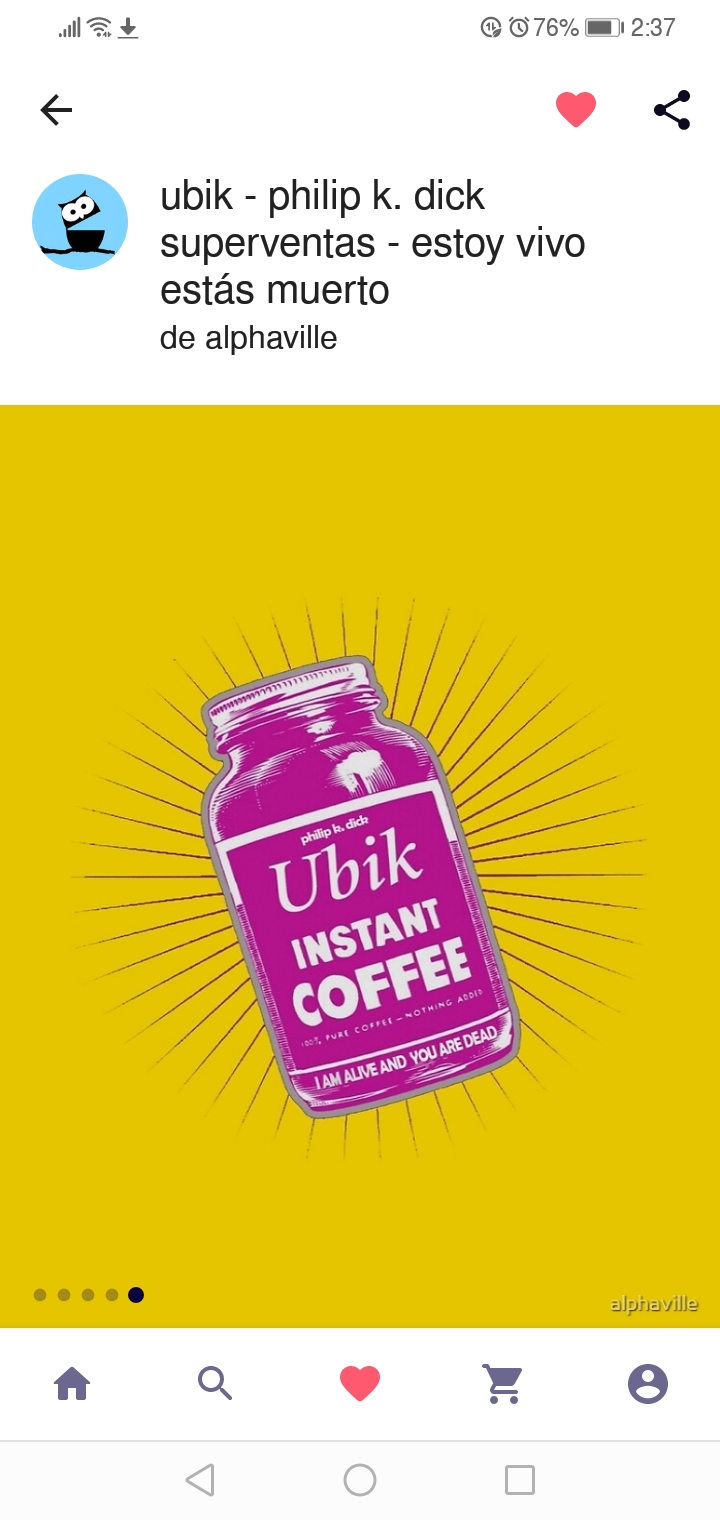 76% 2:37
ubik - philip k. dick
superventas - estoy vivo
estás muerto
de alphaville
philip k. dick
Ubik
INSTANT
COFFEE
100% PURE COFFEE — NOTHING ADDED
I AM ALIVE AND YOU ARE DEAD
alphaville